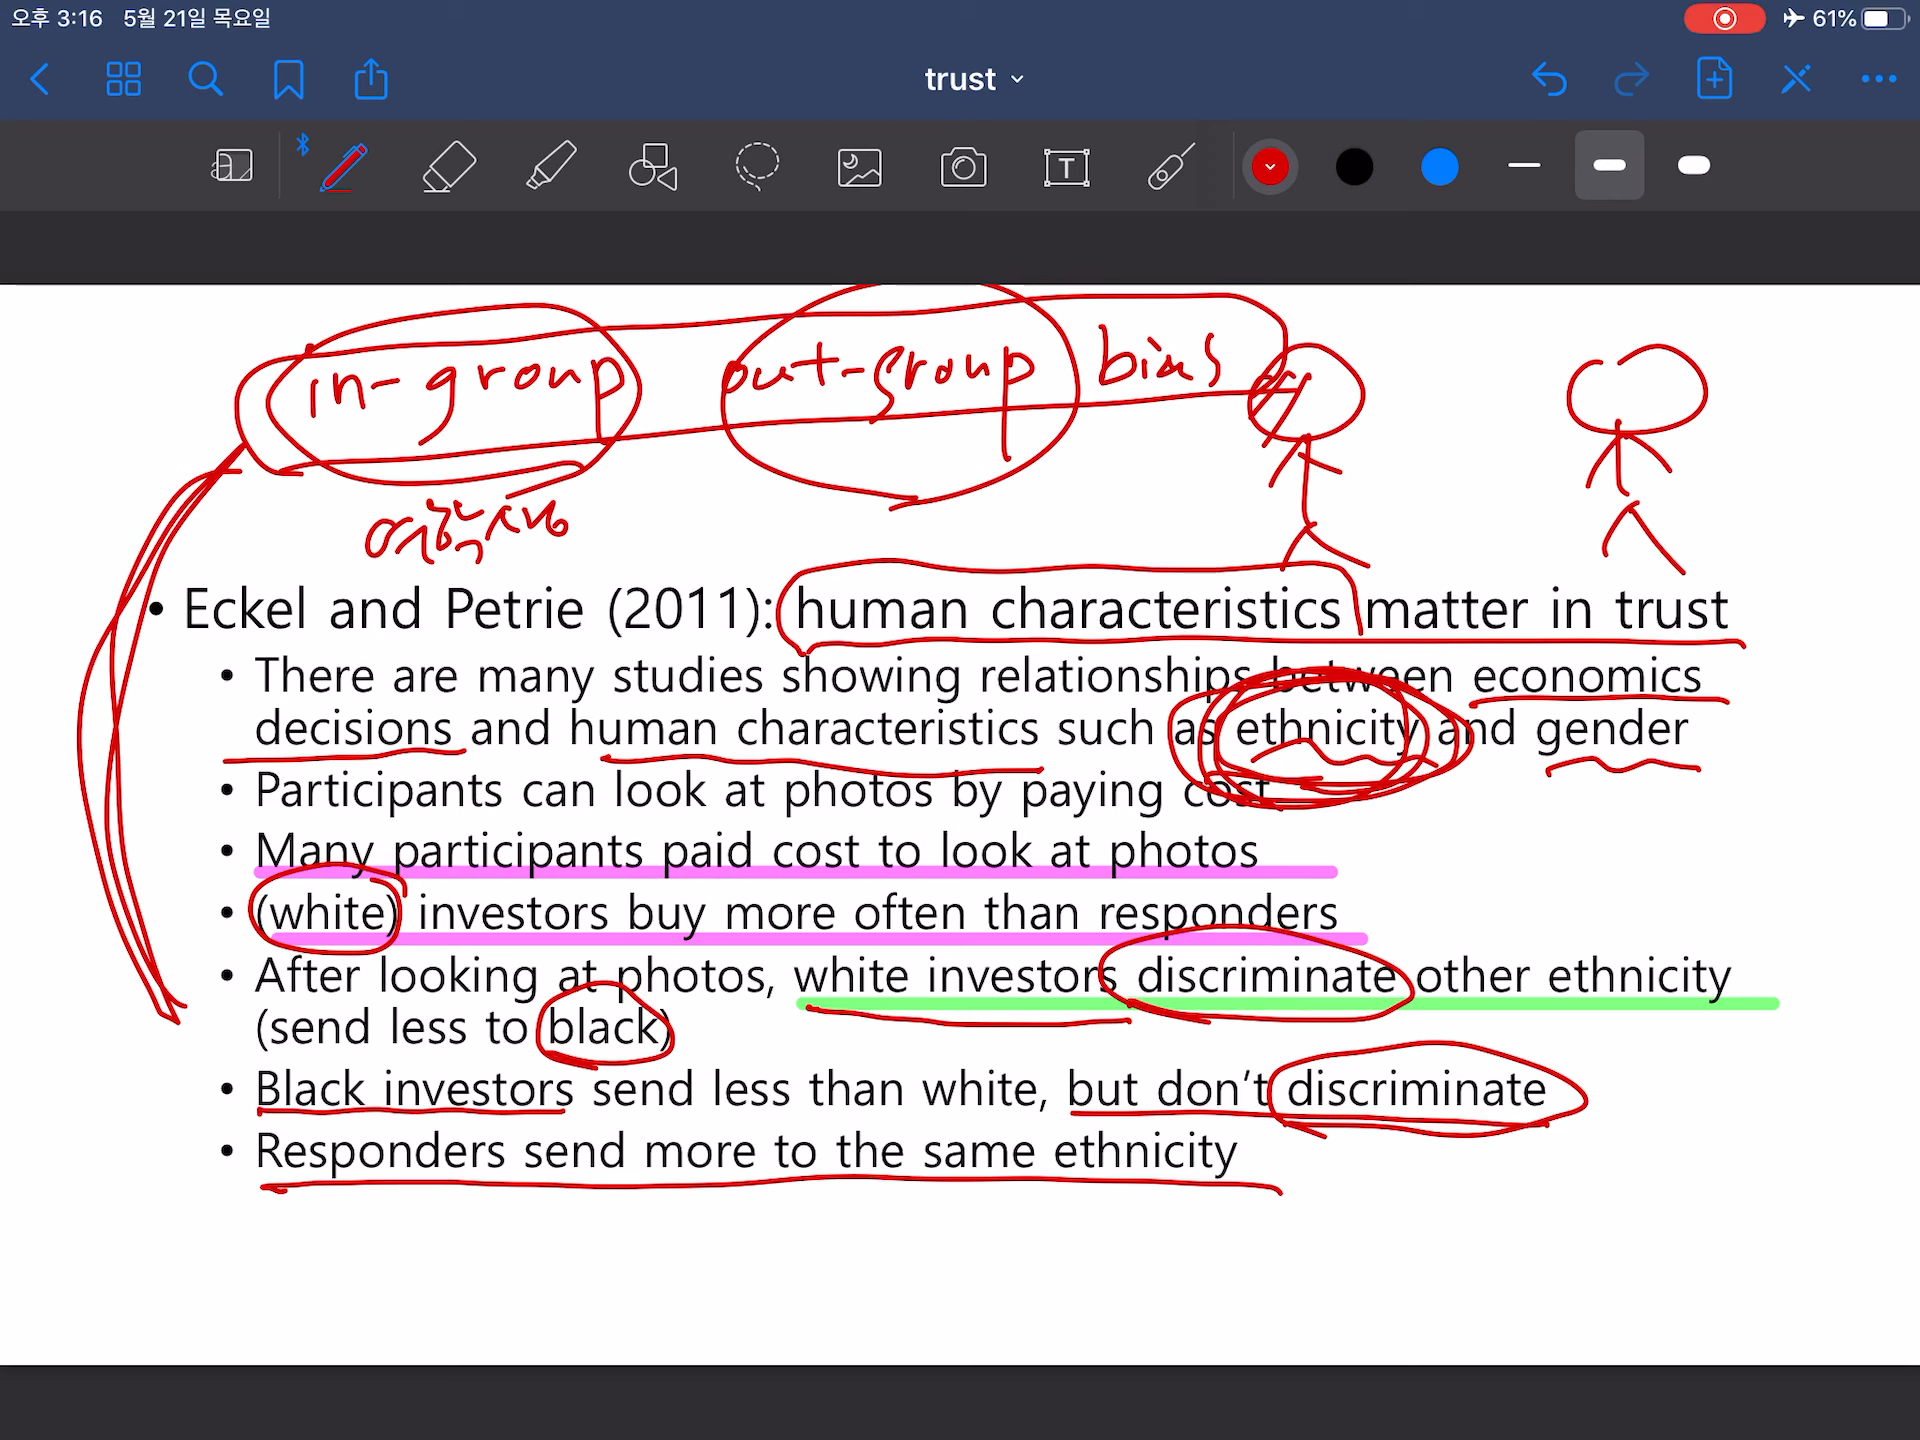 오후 3:16 5월 21일 목요일
61%
trust
in-group out-group bias
• Eckel and Petrie (2011): human characteristics matter in trust
• There are many studies showing relationships between economics
decisions and human characteristics such as ethnicity and gender
• Participants can look at photos by paying cost
• Many participants paid cost to look at photos
• (white) investors buy more often than responders
• After looking at photos, white investors discriminate other ethnicity
(send less to black)
• Black investors send less than white, but don’t discriminate
• Responders send more to the same ethnicity